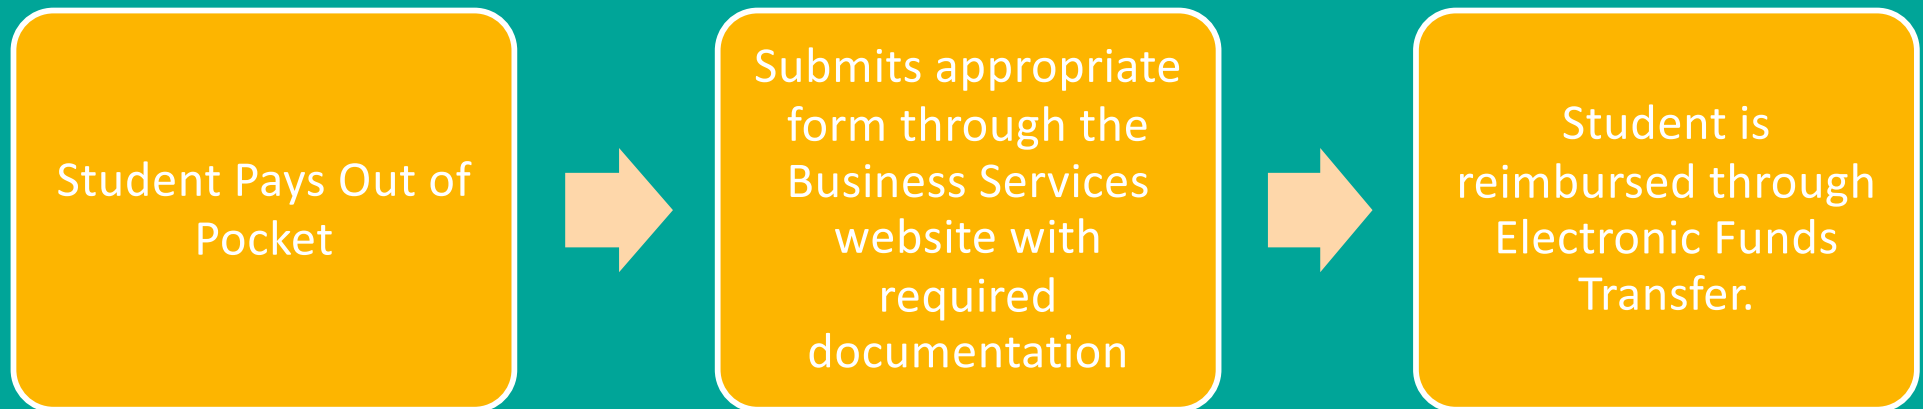 Student Pays Out of
Pocket
Submits appropriate
form through the
Business Services
website with
required
documentation
Student is
reimbursed through
Electronic Funds
Transfer.